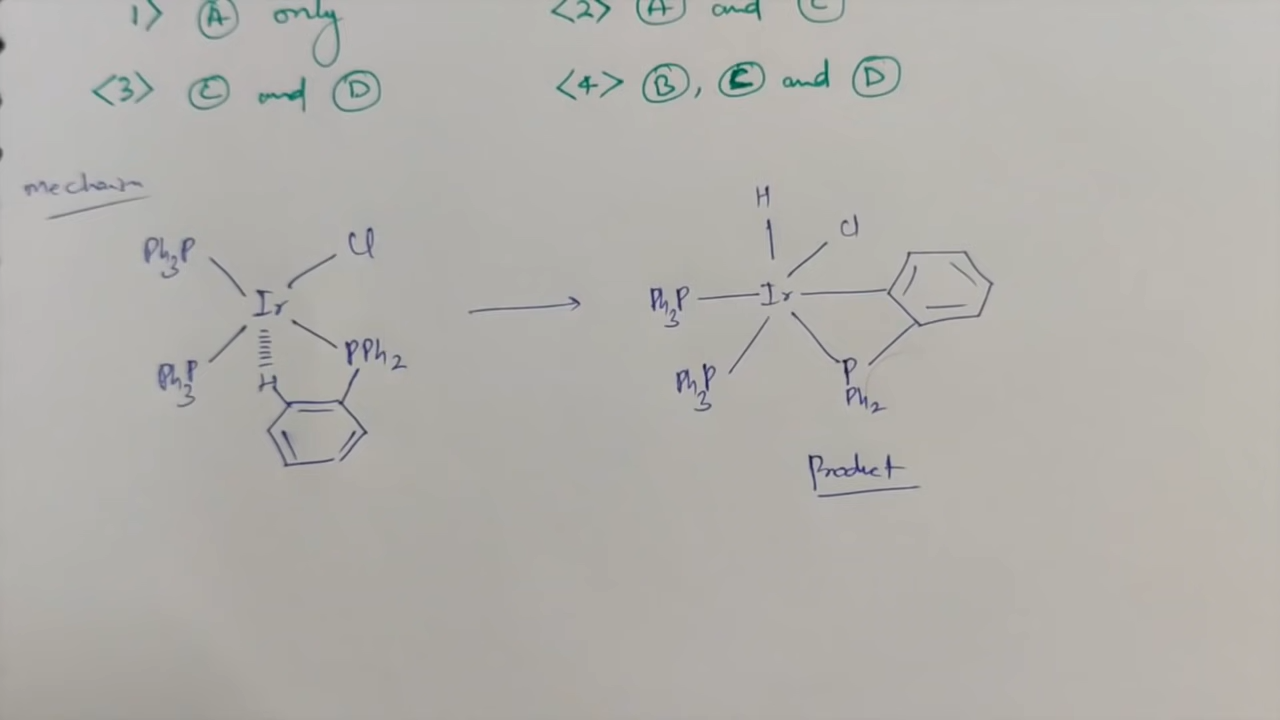 1) A only <2> A and C
<3> C and D <4> B, C and D
Ph3P Cl
Ir
Ph3P H PPh2
H
Cl
Ph3P Ir
Ph3P P
Ph2
Product